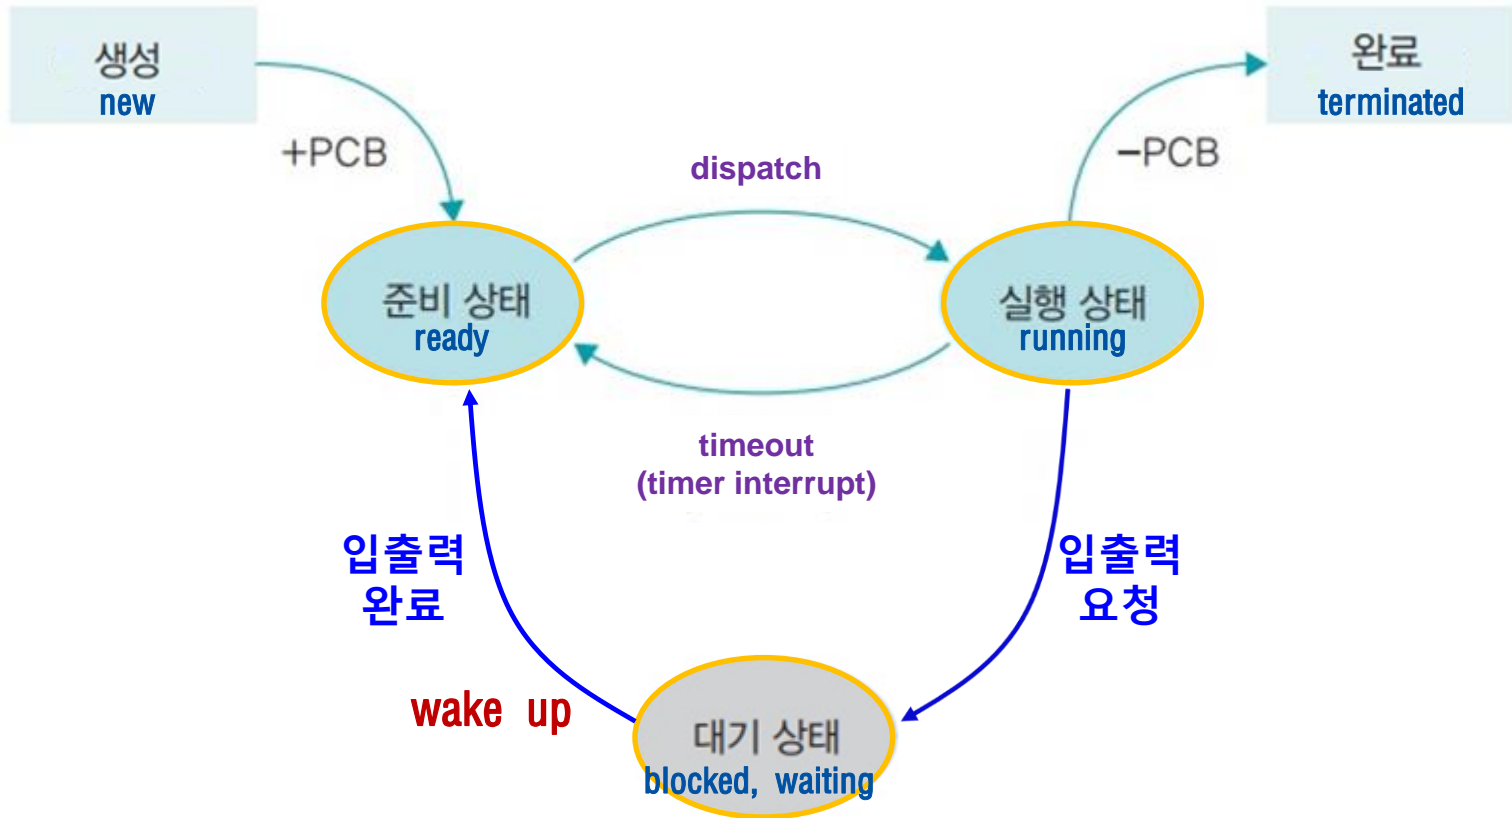 생성
new
완료
terminated
+PCB
dispatch
-PCB
준비 상태
ready
실행 상태
running
timeout
(timer interrupt)
입출력
완료
입출력
요청
wake up
대기 상태
blocked, waiting